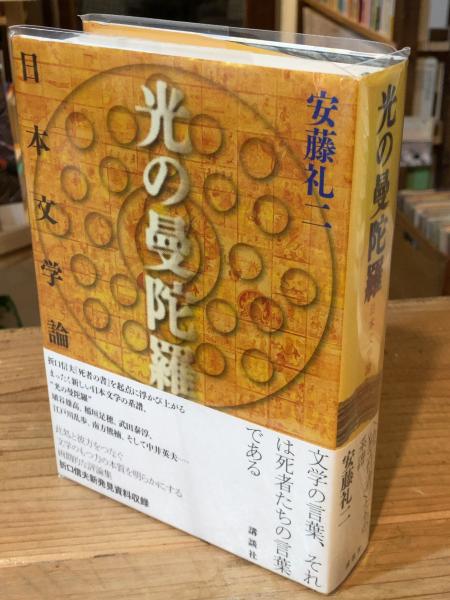 光の曼陀羅
日本文学論
安藤礼二
折口信夫『死者の書』を起点に浮かび上がる
まったく新しい日本文学の系譜、
“光の曼陀羅”
埴谷雄高、稲垣足穂、武田泰淳、
江戸川乱歩、南方熊楠、そして中井英夫……
此岸と彼方をつなぐ
文学のもつ力の本質を明らかにする
画期的な評論集
折口信夫新発見資料収録
文学の言葉、それ
は死者たちの言葉
である
講談社
光の曼陀羅
安藤礼二